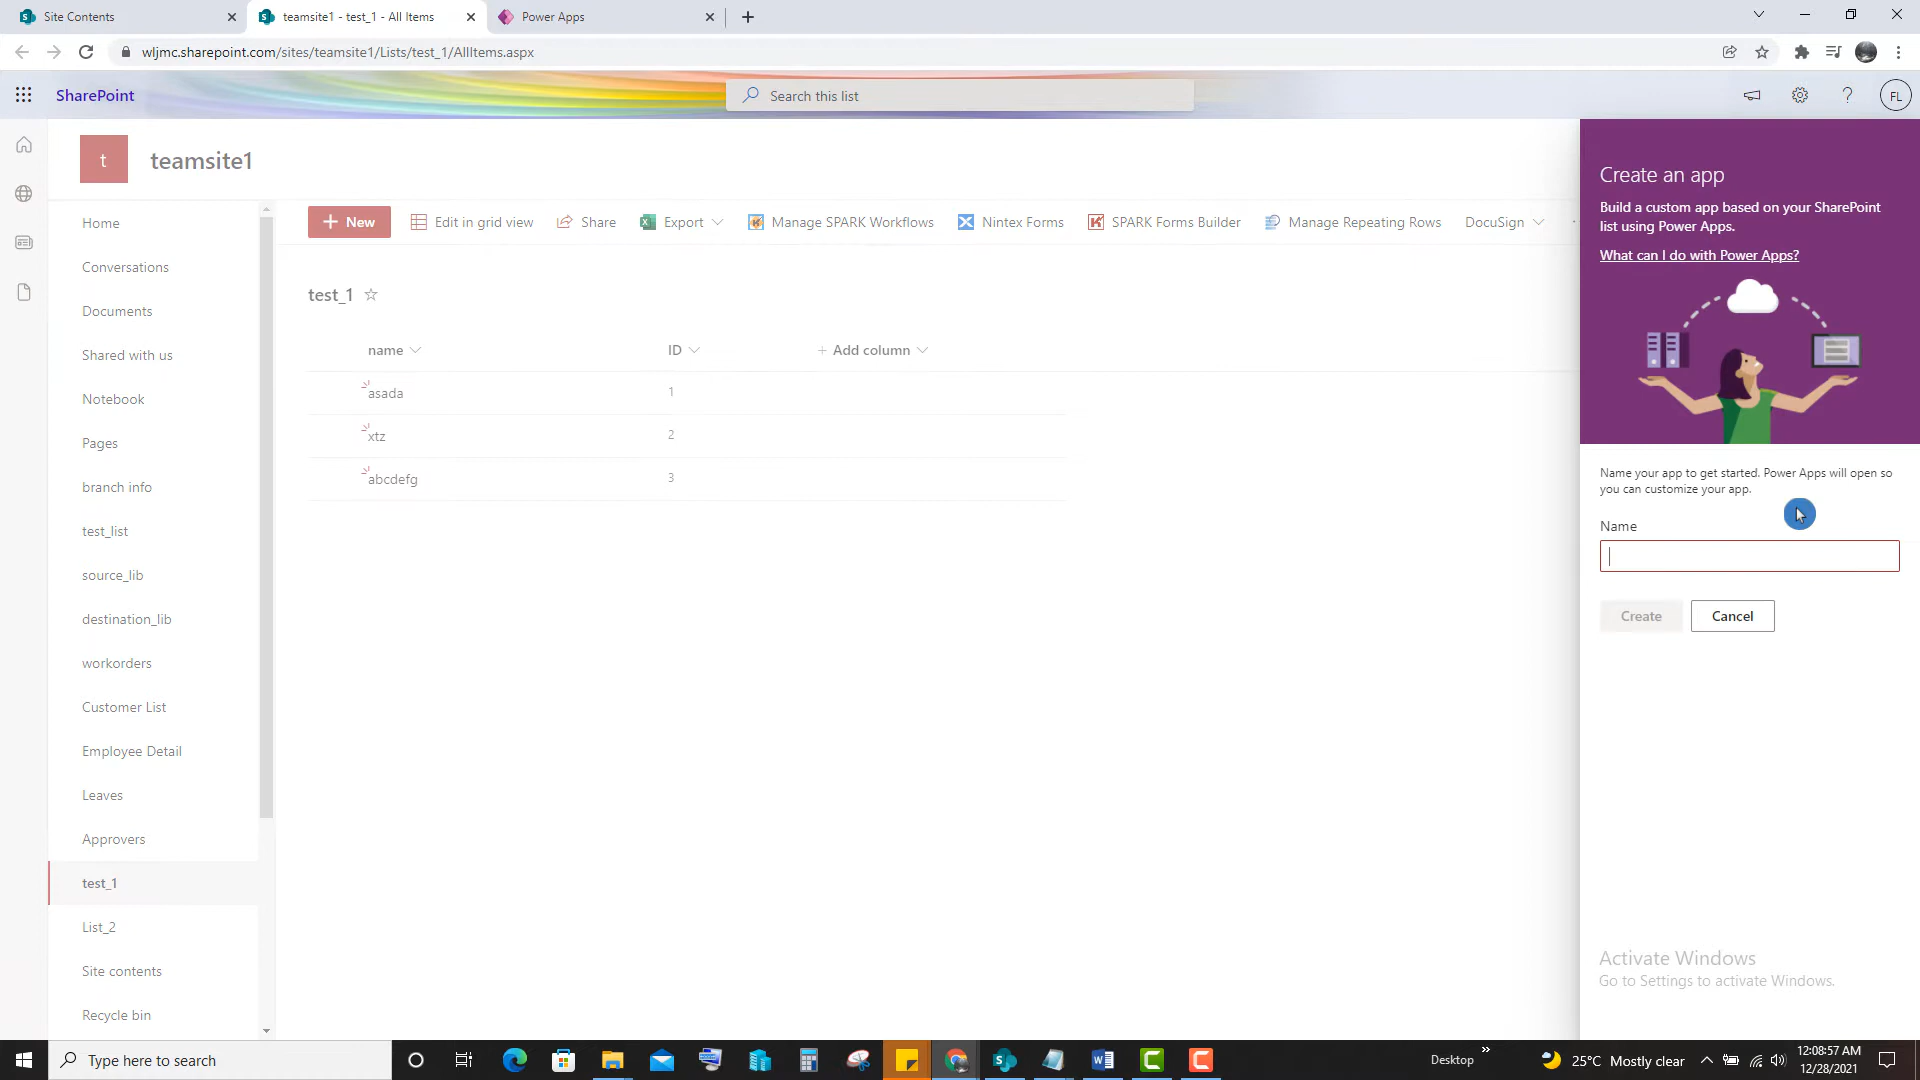 Site Contents
teamsite1 - test_1 - All Items
Power Apps
wljmc.sharepoint.com/sites/teamsite1/Lists/test_1/AllItems.aspx
SharePoint
Search this list
FL
t
teamsite1
Home
Conversations
Documents
Shared with us
Notebook
Pages
branch info
test_list
source_lib
destination_lib
workorders
Customer List
Employee Detail
Leaves
Approvers
test_1
List_2
Site contents
Recycle bin
+ New
Edit in grid view
Share
Export
Manage SPARK Workflows
Nintex Forms
SPARK Forms Builder
Manage Repeating Rows
DocuSign
test_1
name
ID
+ Add column
asada
1
xtz
2
abcdefg
3
Create an app
Build a custom app based on your SharePoint
list using Power Apps.
What can I do with Power Apps?
Name your app to get started. Power Apps will open so
you can customize your app.
Name
Create
Cancel
Activate Windows
Go to Settings to activate Windows.
Type here to search
Desktop
25°C Mostly clear
12:08:57 AM
12/28/2021